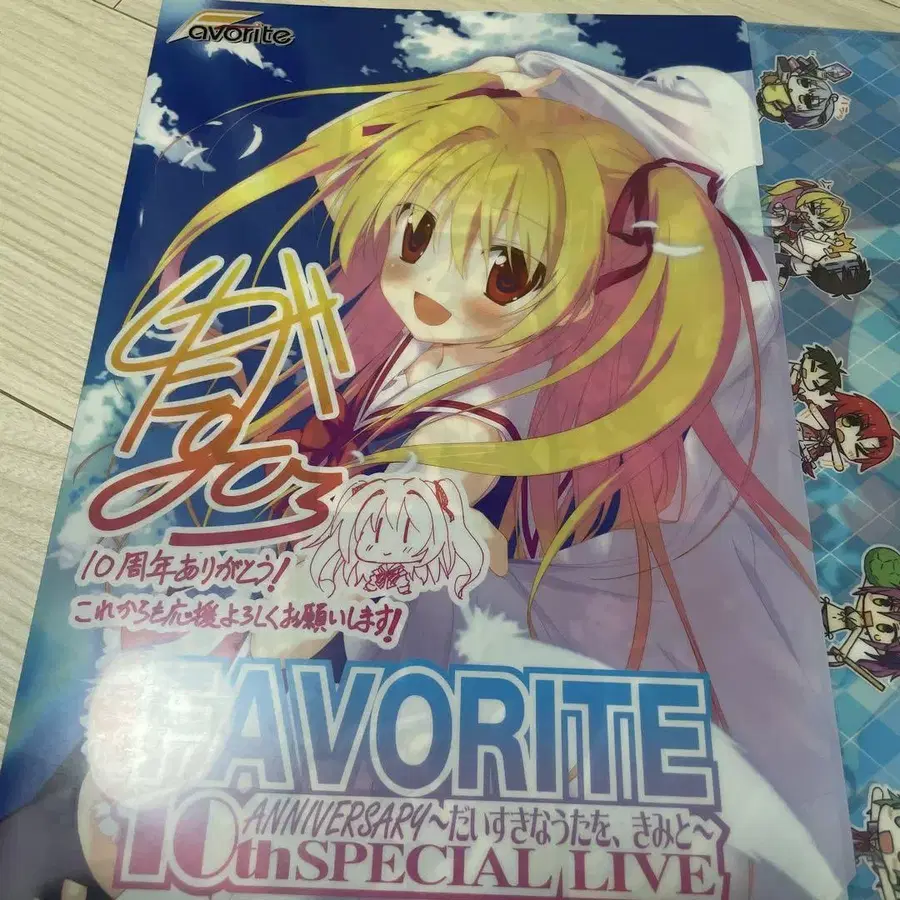 Favorite
10周年ありがとう!
これからも応援よろしくお願いします!
FAVORITE
ANNIVERSARY〜だいすきなうたを、きみと〜
10th SPECIAL LIVE